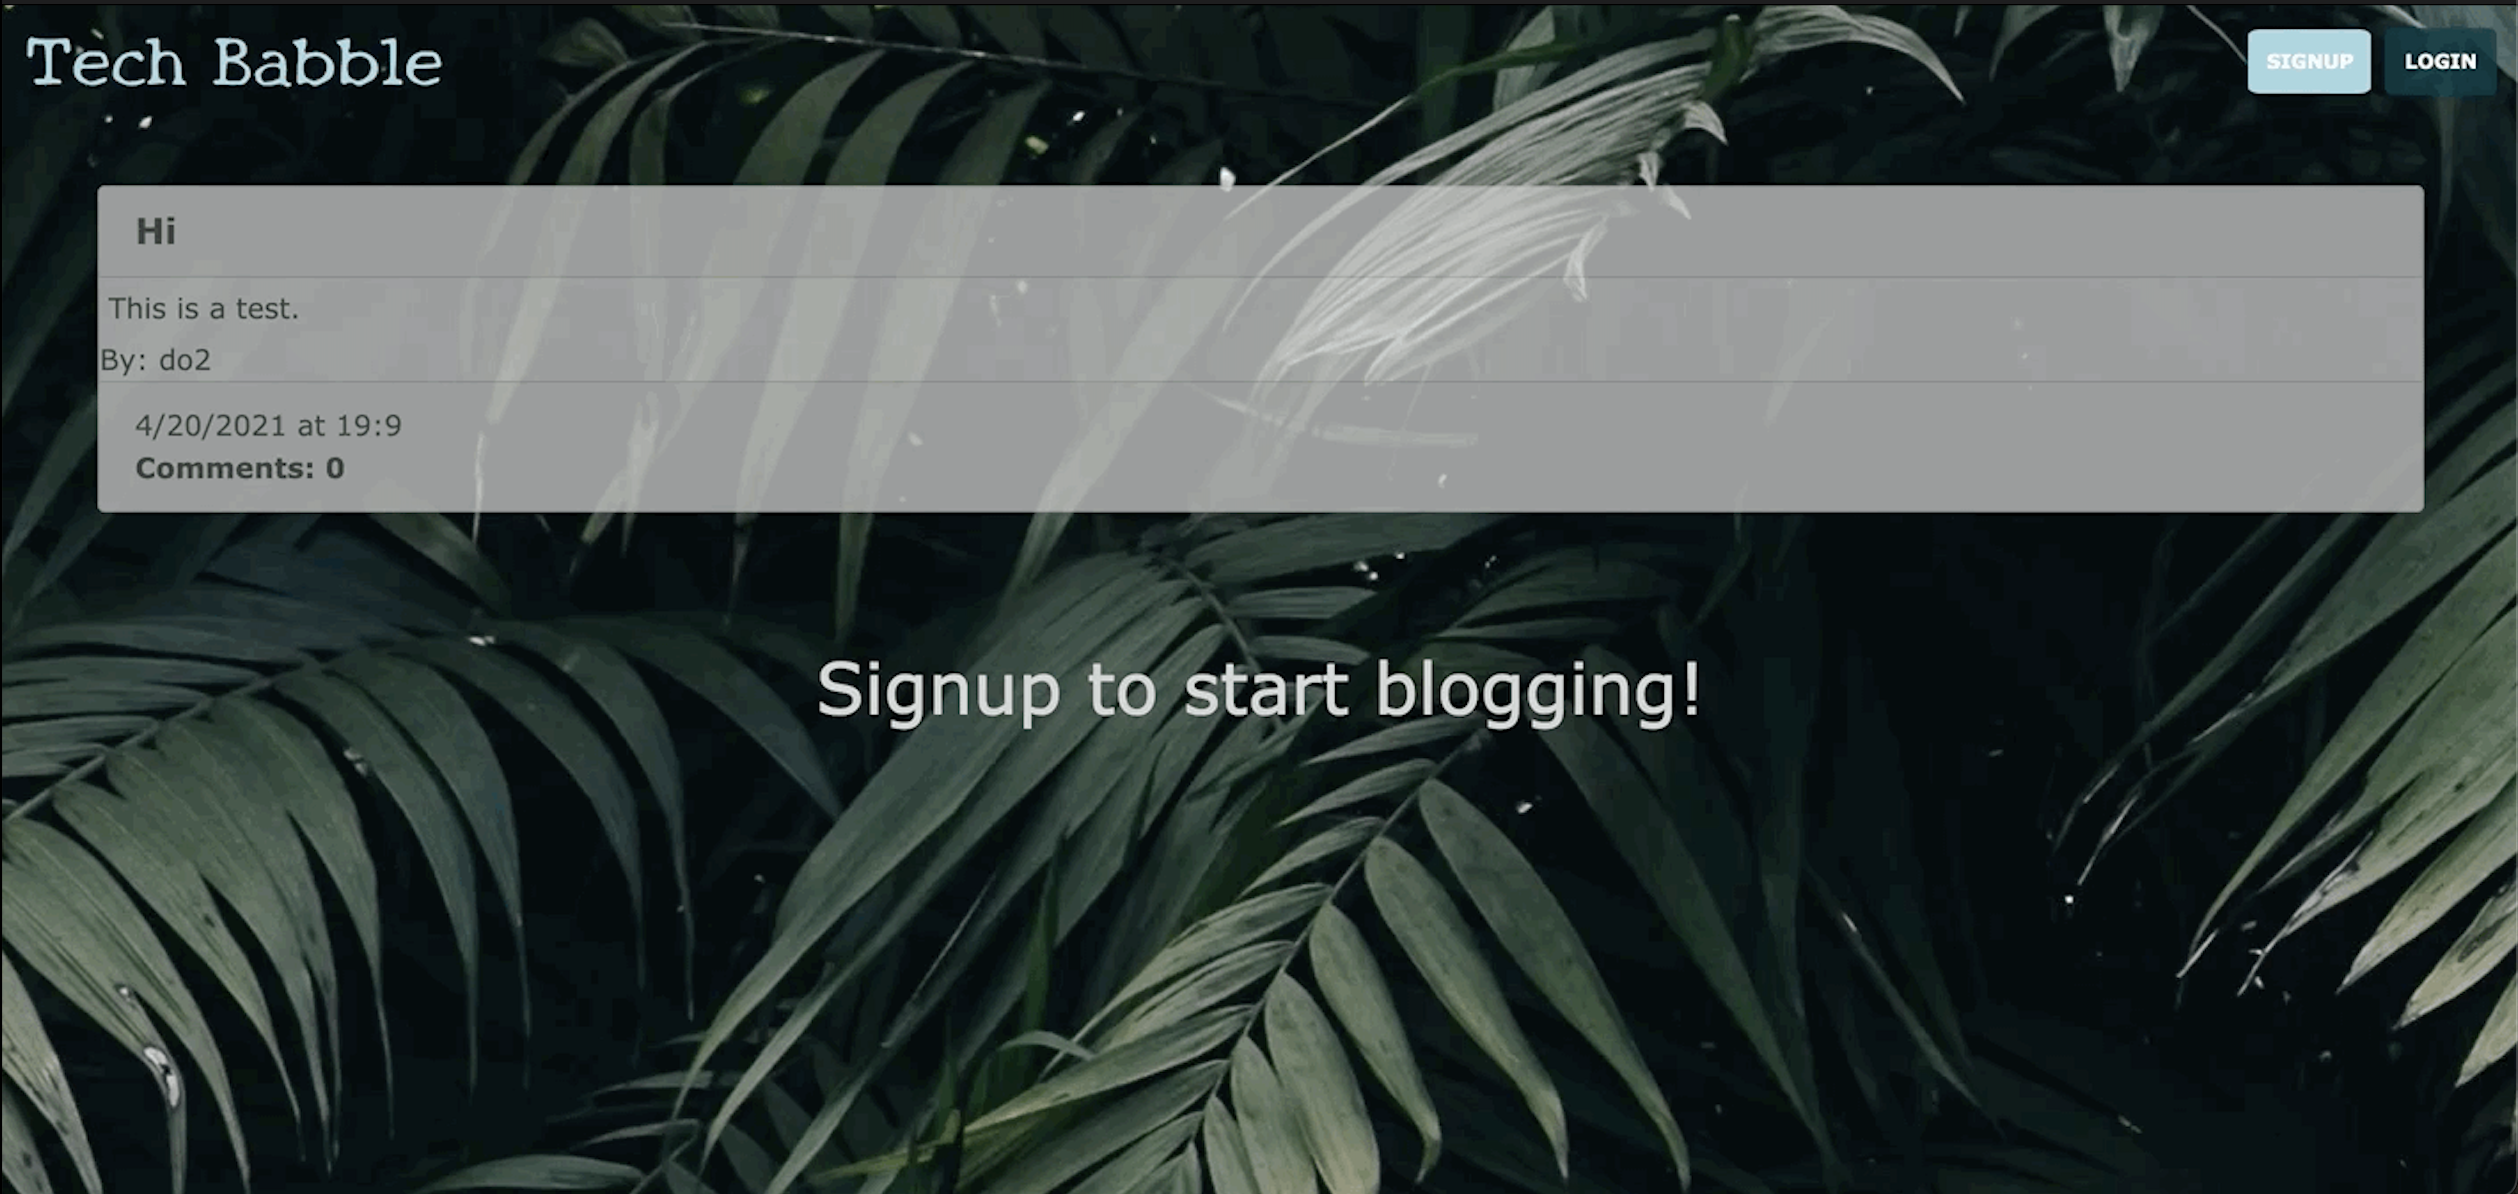 Tech Babble
SIGNUP
LOGIN
Hi
This is a test.
By: do2
4/20/2021 at 19:9
Comments: 0
Signup to start blogging!